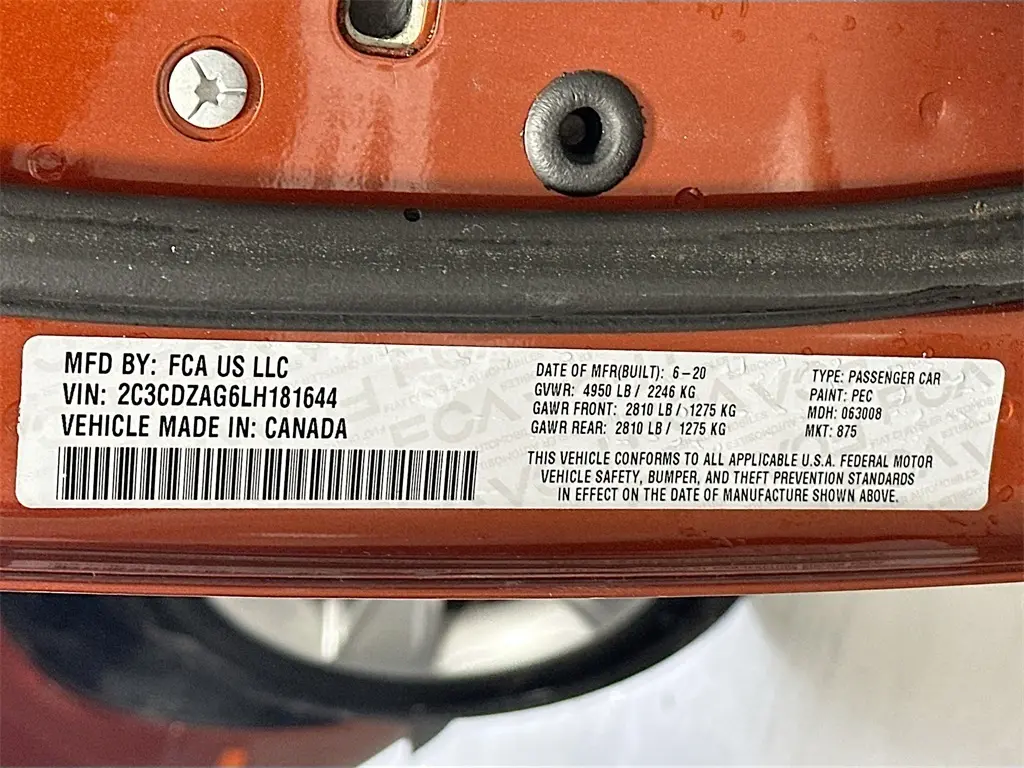 MFD BY: FCA US LLC
VIN: 2C3CDZAG6LH181644
VEHICLE MADE IN: CANADA
DATE OF MFR(BUILT): 6-20
GVWR: 4950 LB / 2246 KG
GAWR FRONT: 2810 LB / 1275 KG
GAWR REAR: 2810 LB / 1275 KG
TYPE: PASSENGER CAR
PAINT: PEC
MDH: 063008
MKT: 875
THIS VEHICLE CONFORMS TO ALL APPLICABLE U.S.A. FEDERAL MOTOR
VEHICLE SAFETY, BUMPER, AND THEFT PREVENTION STANDARDS
IN EFFECT ON THE DATE OF MANUFACTURE SHOWN ABOVE.